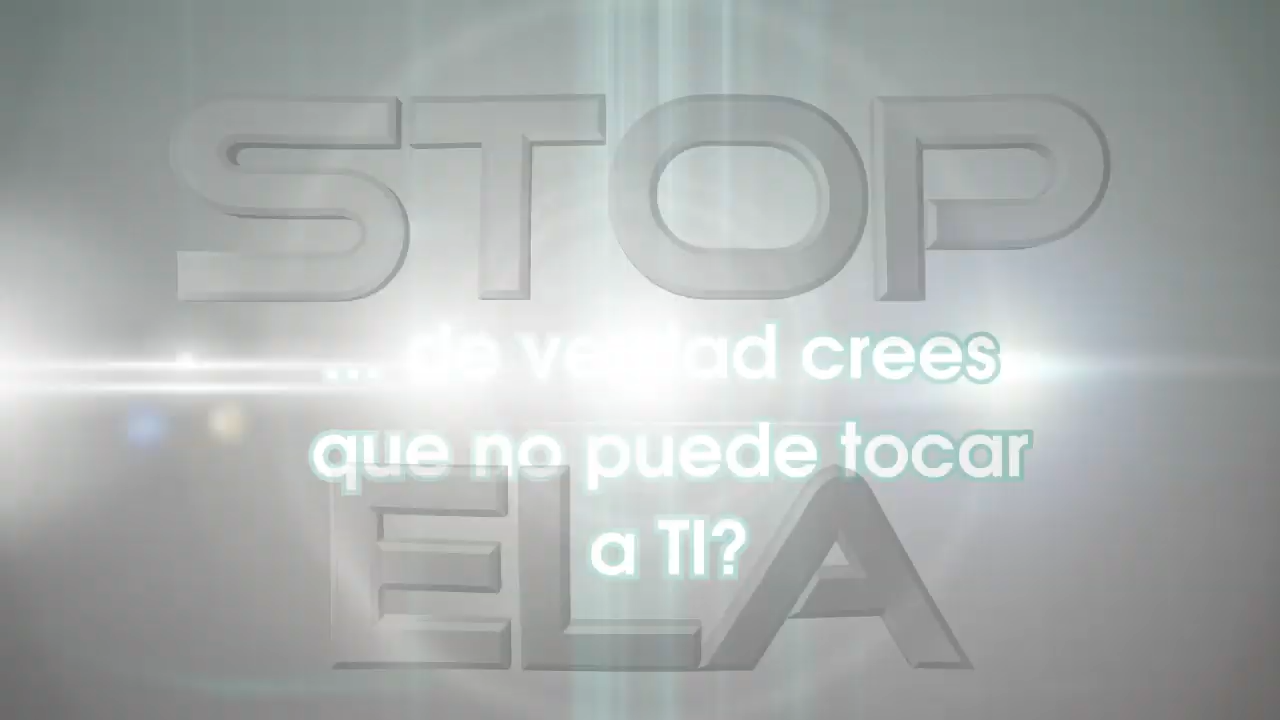 STOP
... de verdad crees
que no puede tocar
a TI?
ELA